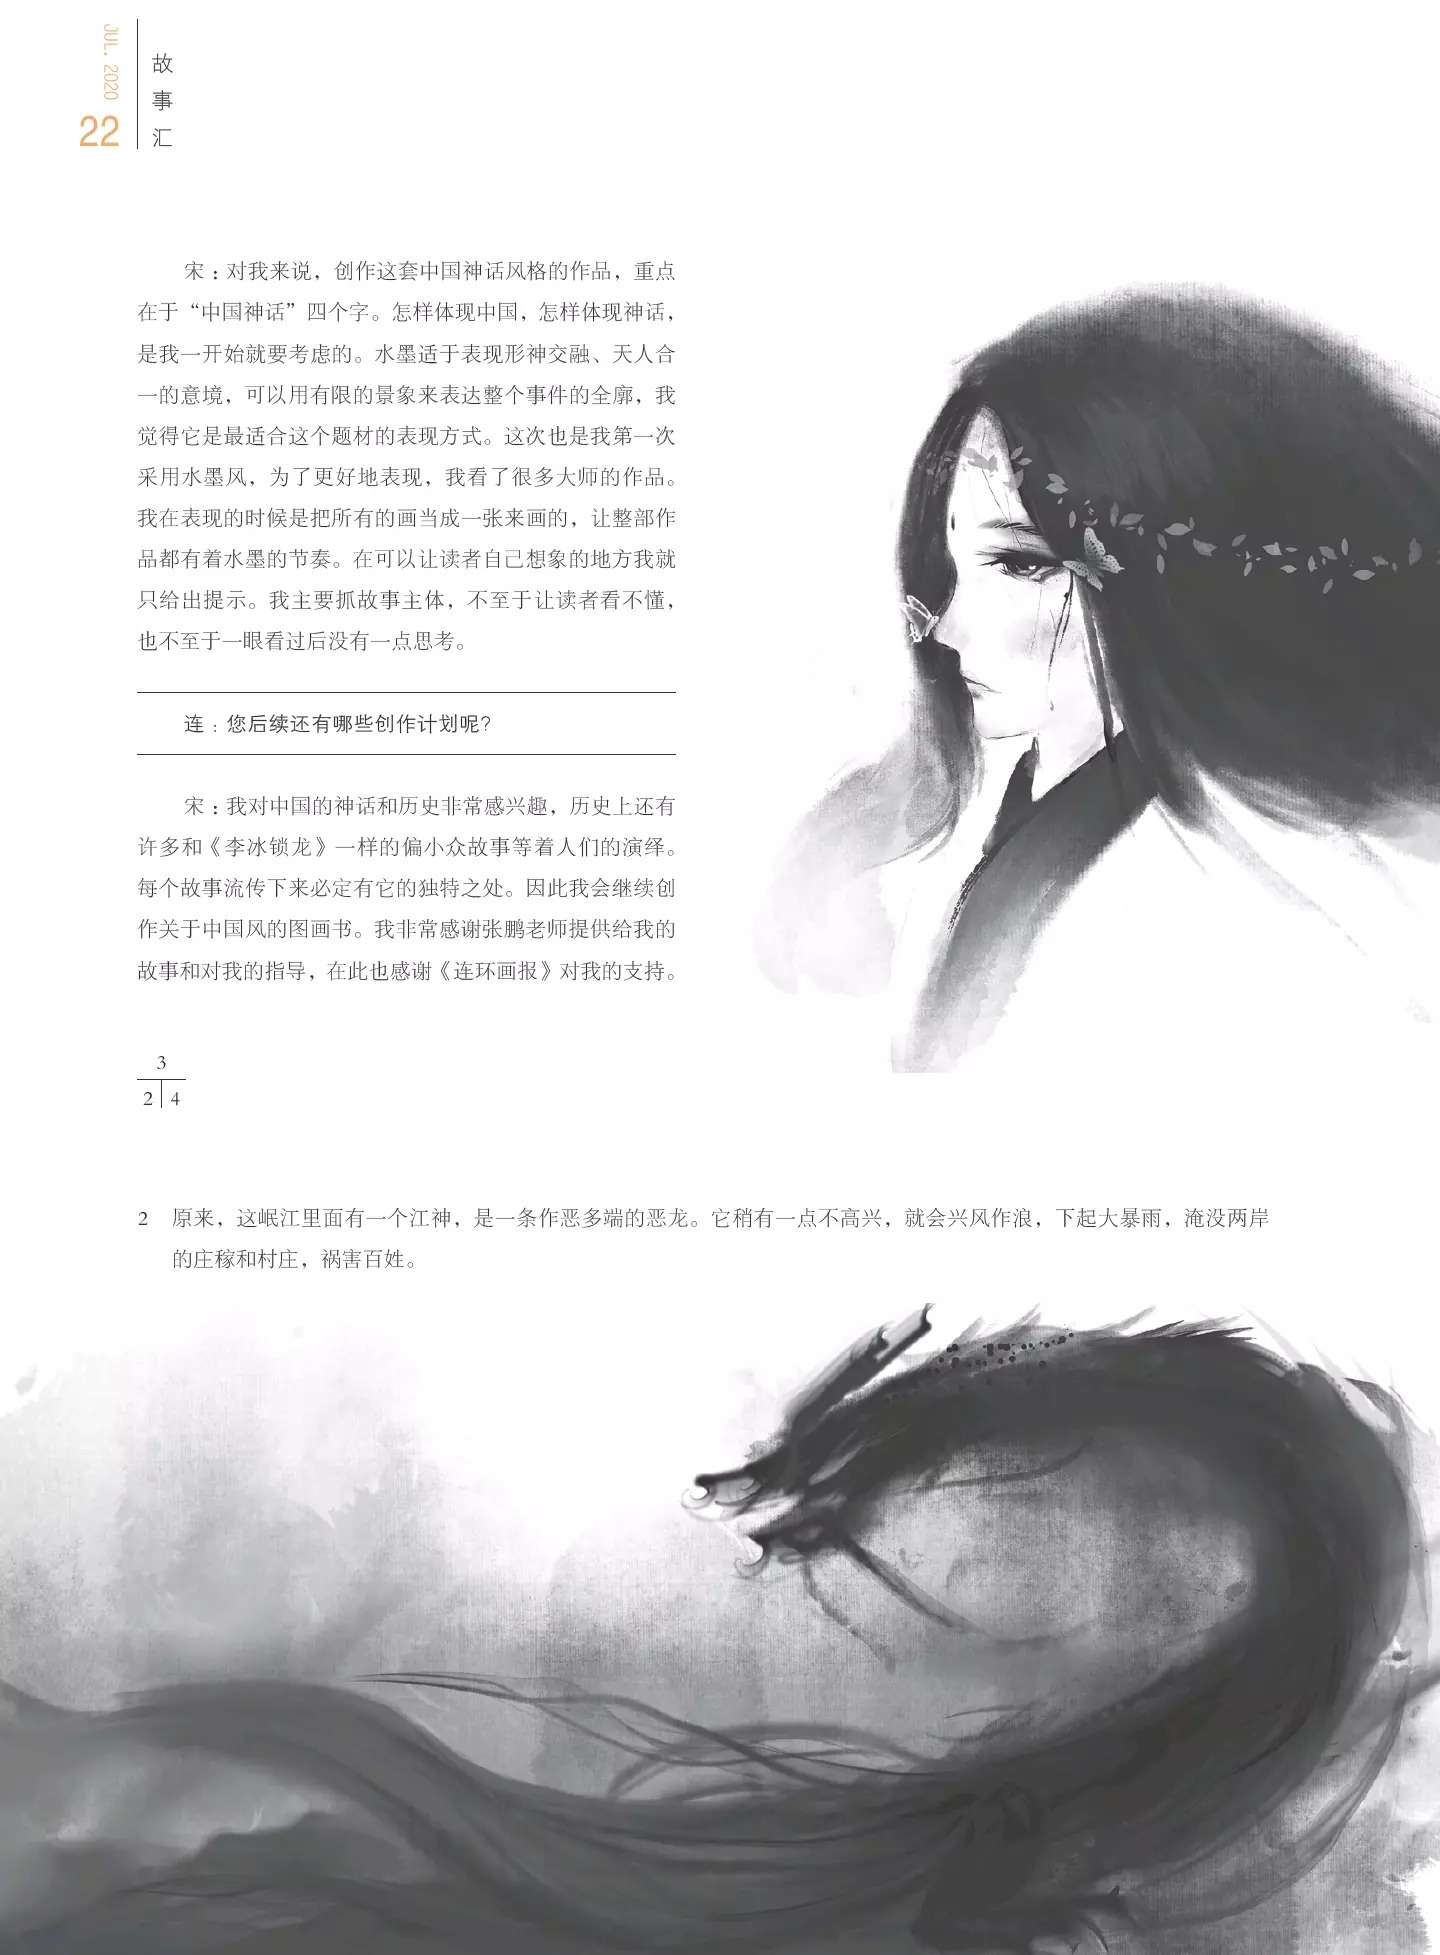 JUL. 2020
22
故事汇
宋：对我来说，创作这套中国神话风格的作品，重点
在于“中国神话”四个字。怎样体现中国，怎样体现神话，
是我一开始就要考虑的。水墨适于表现形神交融、天人合
一的意境，可以用有限的景象来表达整个事件的全廓，我
觉得它是最适合这个题材的表现方式。这次也是我第一次
采用水墨风，为了更好地表现，我看了很多大师的作品。
我在表现的时候是把所有的画当成一张来画的，让整部作
品都有着水墨的节奏。在可以让读者自己想象的地方我就
只给出提示。我主要抓故事主体，不至于让读者看不懂，
也不至于一眼看过后没有一点思考。
连：您后续还有哪些创作计划呢？
宋：我对中国的神话和历史非常感兴趣，历史上还有
许多和《李冰锁龙》一样的偏小众故事等着人们的演绎。
每个故事流传下来必定有它的独特之处。因此我会继续创
作关于中国风的图画书。我非常感谢张鹏老师提供给我的
故事和对我的指导，在此也感谢《连环画报》对我的支持。
3
2 4
2 原来，这岷江里面有一个江神，是一条作恶多端的恶龙。它稍有一点不高兴，就会兴风作浪，下起大暴雨，淹没两岸
的庄稼和村庄，祸害百姓。